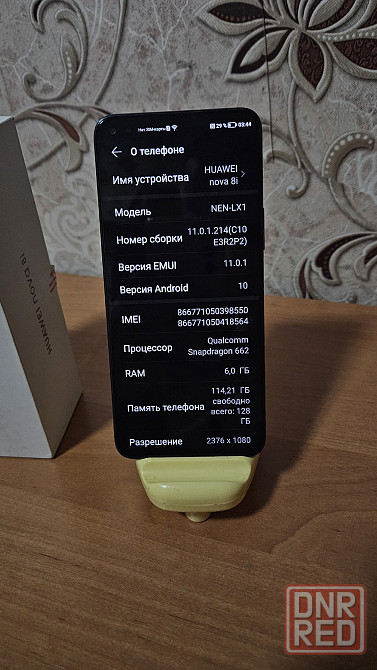 Нет SIM-карты
29 % 03:44
О телефоне
Имя устройства HUAWEI
nova 8i
Модель NEN-LX1
Номер сборки 11.0.1.214(C10
E3R2P2)
Версия EMUI 11.0.1
Версия Android 10
IMEI 866771050398550
866771050418564
Процессор Qualcomm
Snapdragon 662
RAM 6,0 ГБ
Память телефона 114,21 ГБ
свободно
всего: 128
ГБ
Разрешение 2376 x 1080
HUAWEI nova 8i
DNR
RED